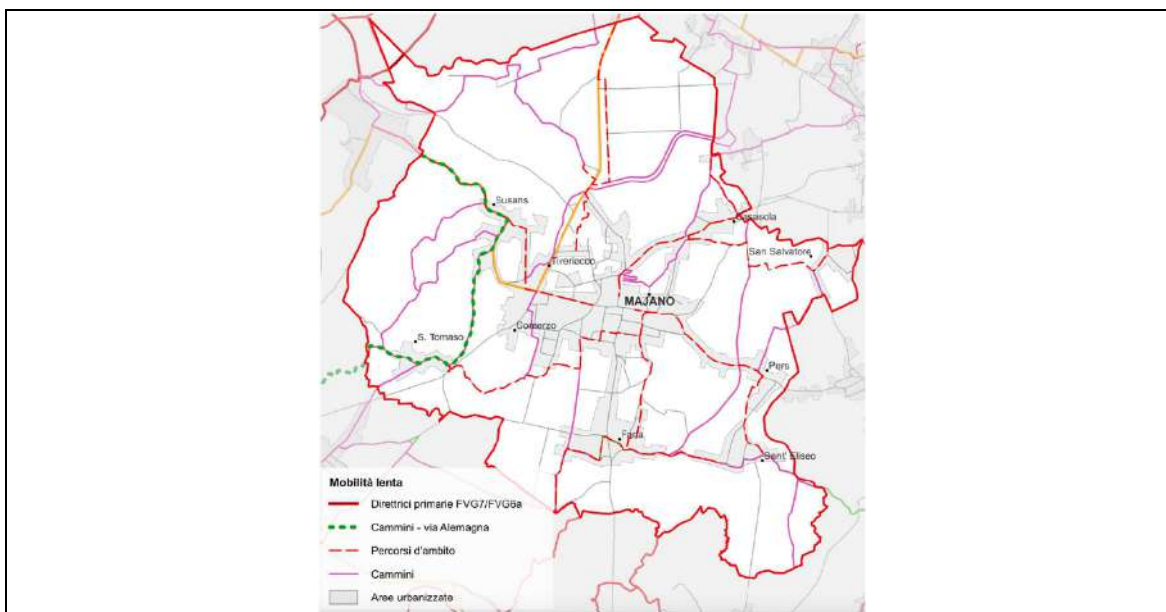 Susans
Casasola
San Salvatore
Tiveriacco
MAJANO
Comerzo
S. Tomaso
Pers
Farla
Sant' Eliseo
Mobilità lenta
Direttrici primarie FVG7/FVG6a
Cammini - via Alemagna
Percorsi d'ambito
Cammini
Aree urbanizzate